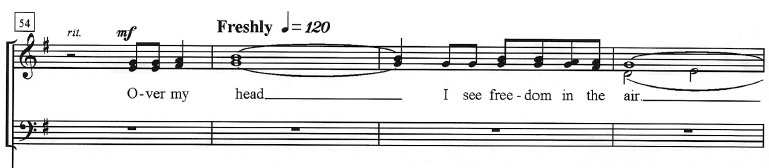 54
rit. mf Freshly ♩=120
O-ver my head I see free-dom in the air.